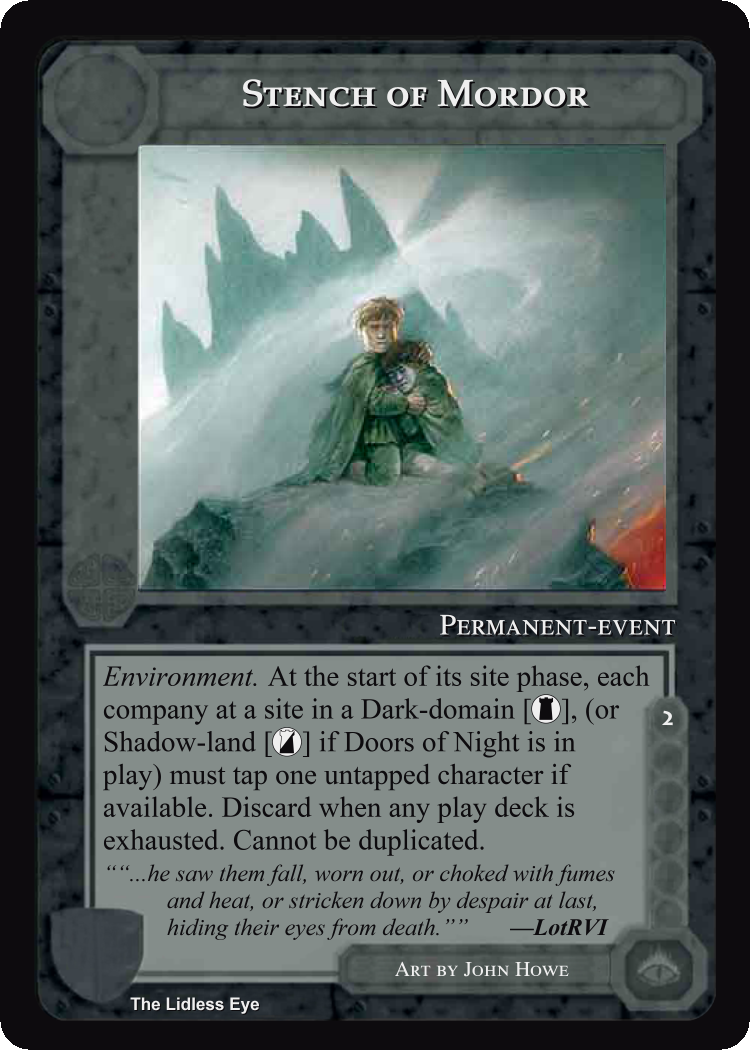 STENCH OF MORDOR
PERMANENT-EVENT
Environment. At the start of its site phase, each
company at a site in a Dark-domain [ ], (or
Shadow-land [ ] if Doors of Night is in
play) must tap one untapped character if
available. Discard when any play deck is
exhausted. Cannot be duplicated.
2
““...he saw them fall, worn out, or choked with fumes
and heat, or stricken down by despair at last,
hiding their eyes from death.”” —LotRVI
ART BY JOHN HOWE
The Lidless Eye